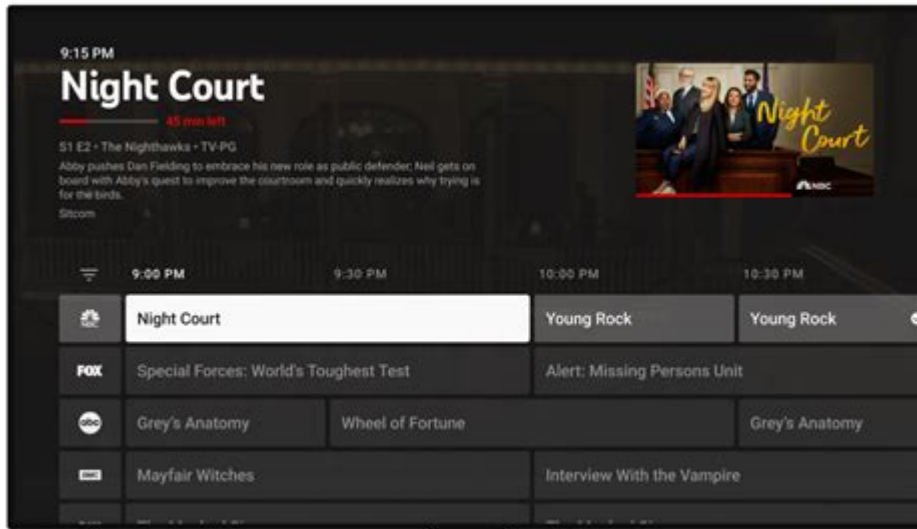 9:15 PM
Night Court
45 min left
S1 E2 • The Nighthawks • TV-PG
Abby pushes Dan Fielding to embrace his new role as public defender; Neil gets on
board with Abby's quest to improve the courtroom and quickly realizes why trying is
for the birds.
Sitcom
Night
Court
NBC
9:00 PM 9:30 PM 10:00 PM 10:30 PM
NBC Night Court Young Rock Young Rock
FOX Special Forces: World's Toughest Test Alert: Missing Persons Unit
abc Grey's Anatomy Wheel of Fortune Grey's Anatomy
AMC Mayfair Witches Interview With the Vampire